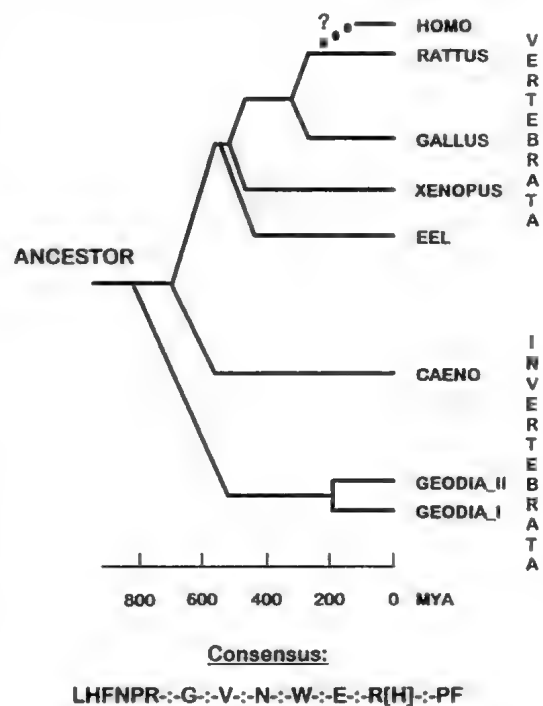 ?
HOMO
RATTUS
GALLUS
XENOPUS
EEL
VERTEBRATA
ANCESTOR
CAENO
GEODIA_II
GEODIA_I
INVERTEBRATA
800 600 400 200 0 MYA
Consensus:
LHFNPR-:-G-:-V-:-N-:-W-:-E-:-R[H]-:-PF